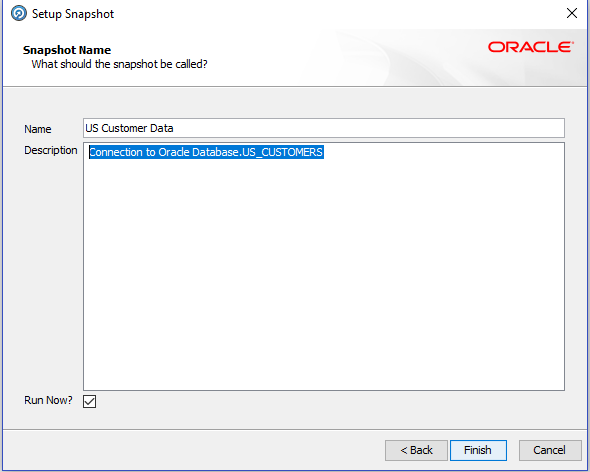 Setup Snapshot
Snapshot Name
What should the snapshot be called?
ORACLE
Name
US Customer Data
Description
Connection to Oracle Database.US_CUSTOMERS
Run Now?
< Back
Finish
Cancel